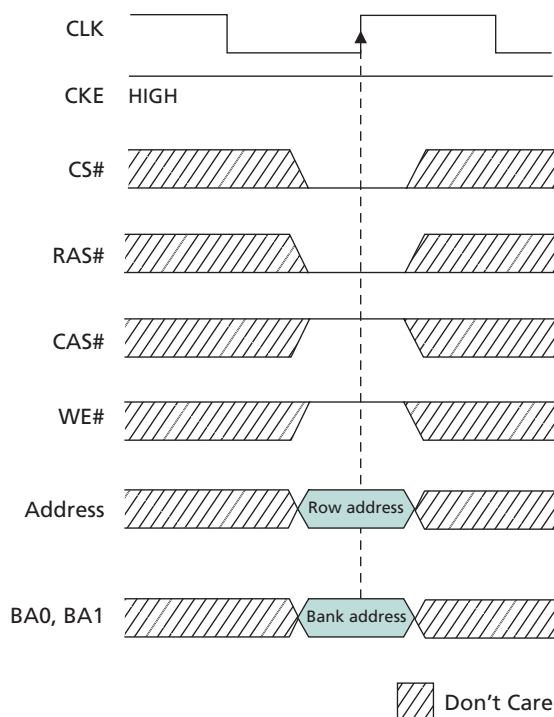 CLK
CKE HIGH
CS#
RAS#
CAS#
WE#
Address Row address
BA0, BA1 Bank address
Don't Care